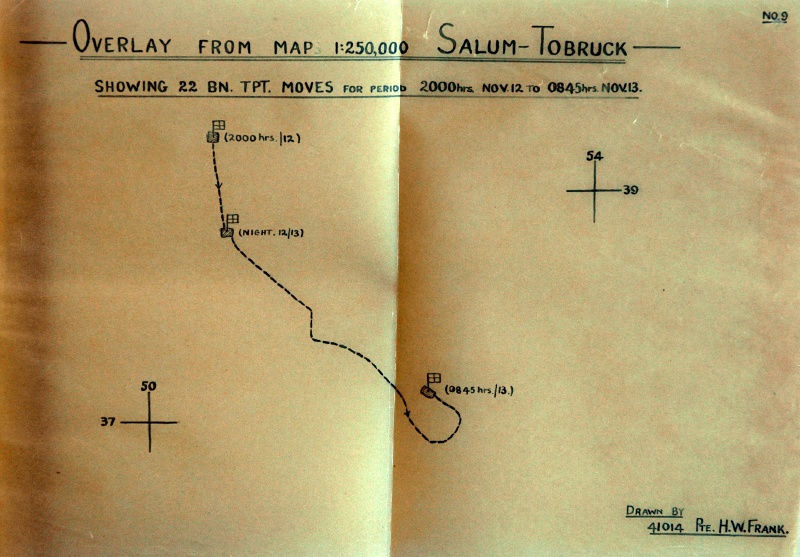 No. 9
OVERLAY FROM MAP 1:250,000 SALUM-TOBRUCK
SHOWING 22 BN. TPT. MOVES FOR PERIOD 2000hrs. NOV. 12 TO 0845hrs. NOV.13.
(2000 hrs./12)
54
39
(NIGHT. 12/13)
50
37
(0845 hrs./13.)
DRAWN BY
41014 PTE. H.W. FRANK.